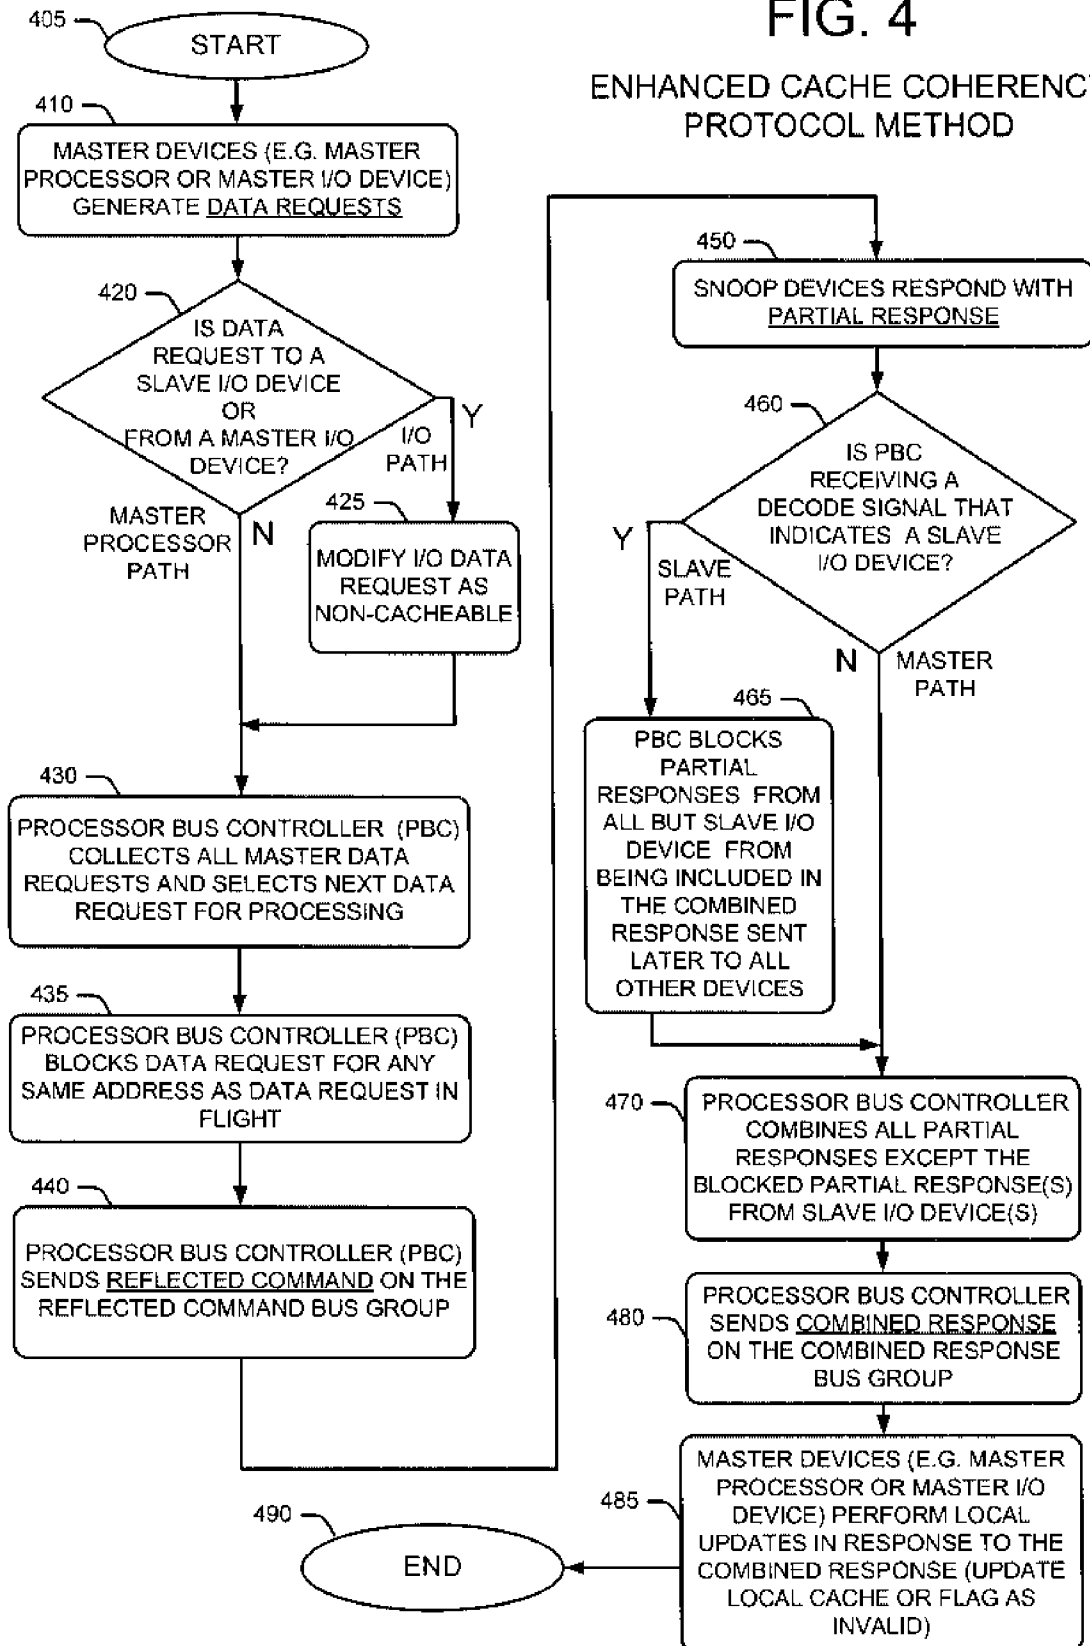 FIG. 4
ENHANCED CACHE COHERENCY
PROTOCOL METHOD
405
START
410
MASTER DEVICES (E.G. MASTER
PROCESSOR OR MASTER I/O DEVICE)
GENERATE DATA REQUESTS
420
IS DATA
REQUEST TO A
SLAVE I/O DEVICE
OR
FROM A MASTER I/O
DEVICE?
Y
I/O
PATH
MASTER
PROCESSOR
PATH
N
425
MODIFY I/O DATA
REQUEST AS
NON-CACHEABLE
430
PROCESSOR BUS CONTROLLER (PBC)
COLLECTS ALL MASTER DATA
REQUESTS AND SELECTS NEXT DATA
REQUEST FOR PROCESSING
435
PROCESSOR BUS CONTROLLER (PBC)
BLOCKS DATA REQUEST FOR ANY
SAME ADDRESS AS DATA REQUEST IN
FLIGHT
440
PROCESSOR BUS CONTROLLER (PBC)
SENDS REFLECTED COMMAND ON THE
REFLECTED COMMAND BUS GROUP
450
SNOOP DEVICES RESPOND WITH
PARTIAL RESPONSE
460
IS PBC
RECEIVING A
DECODE SIGNAL THAT
INDICATES A SLAVE
I/O DEVICE?
Y
SLAVE
PATH
N
MASTER
PATH
465
PBC BLOCKS
PARTIAL
RESPONSES FROM
ALL BUT SLAVE I/O
DEVICE FROM
BEING INCLUDED IN
THE COMBINED
RESPONSE SENT
LATER TO ALL
OTHER DEVICES
470
PROCESSOR BUS CONTROLLER
COMBINES ALL PARTIAL
RESPONSES EXCEPT THE
BLOCKED PARTIAL RESPONSE(S)
FROM SLAVE I/O DEVICE(S)
480
PROCESSOR BUS CONTROLLER
SENDS COMBINED RESPONSE
ON THE COMBINED RESPONSE
BUS GROUP
485
MASTER DEVICES (E.G. MASTER
PROCESSOR OR MASTER I/O
DEVICE) PERFORM LOCAL
UPDATES IN RESPONSE TO THE
COMBINED RESPONSE (UPDATE
LOCAL CACHE OR FLAG AS
INVALID)
490
END